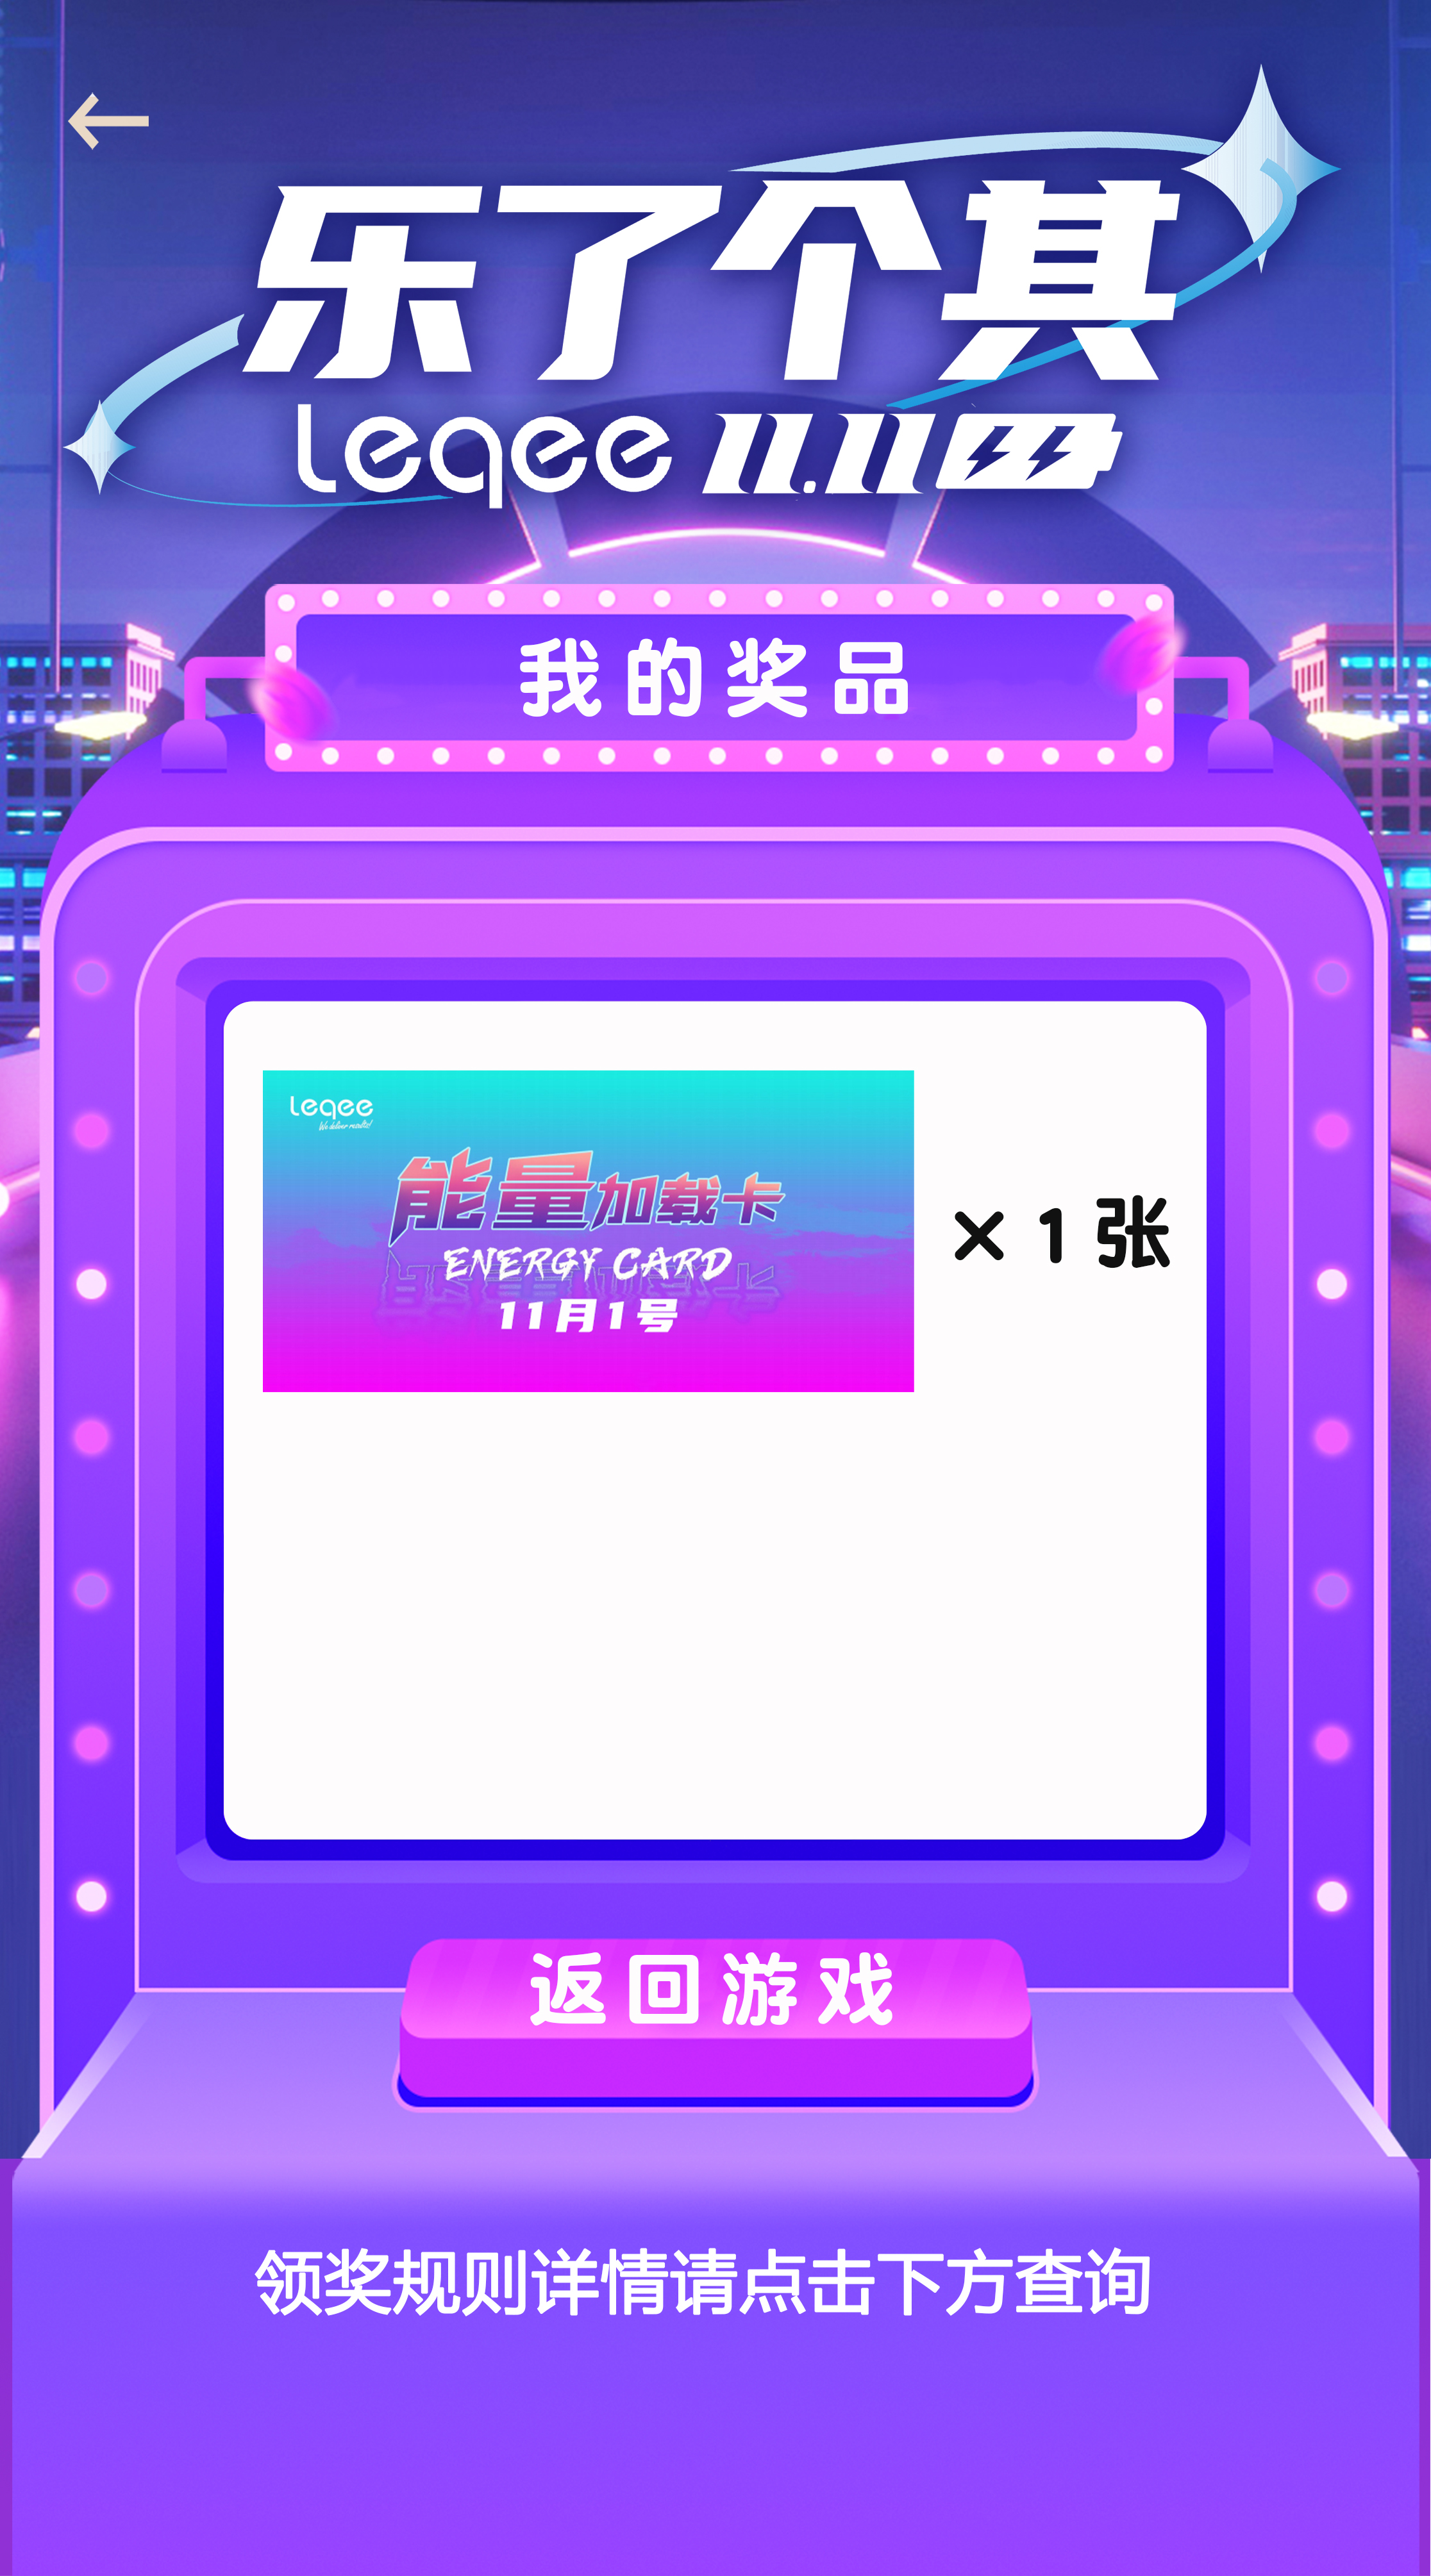 乐了个其
leqee 11.11
我的奖品
leqee
We deliver results!
能量加载卡
ENERGY CARD
11月1号
×1张
返回游戏
领奖规则详情请点击下方查询